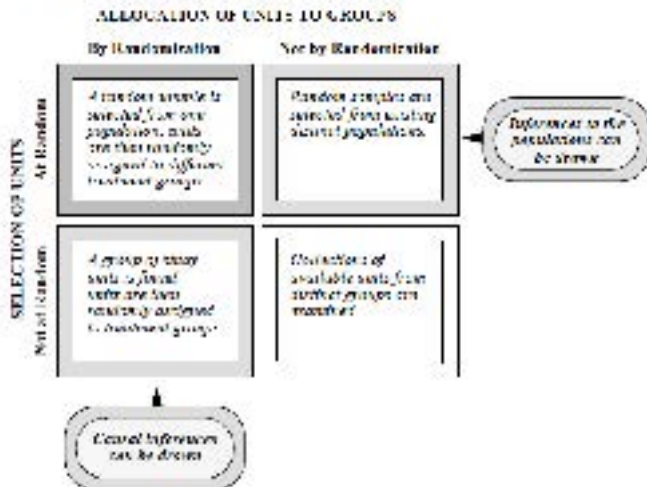 ALLOCATION OF UNITS TO GROUPS
By Randomization
Not by Randomization
SELECTION OF UNITS
At Random
A random sample is
selected from one
population; units
are then randomly
assigned to different
treatment groups.
Random samples are
selected from existing
distinct populations.
Inferences to the
populations can
be drawn
Not at Random
A group of study
units is found;
units are then
randomly assigned
to treatment groups.
Collections of
available units from
distinct groups are
examined.
Causal inferences
can be drawn